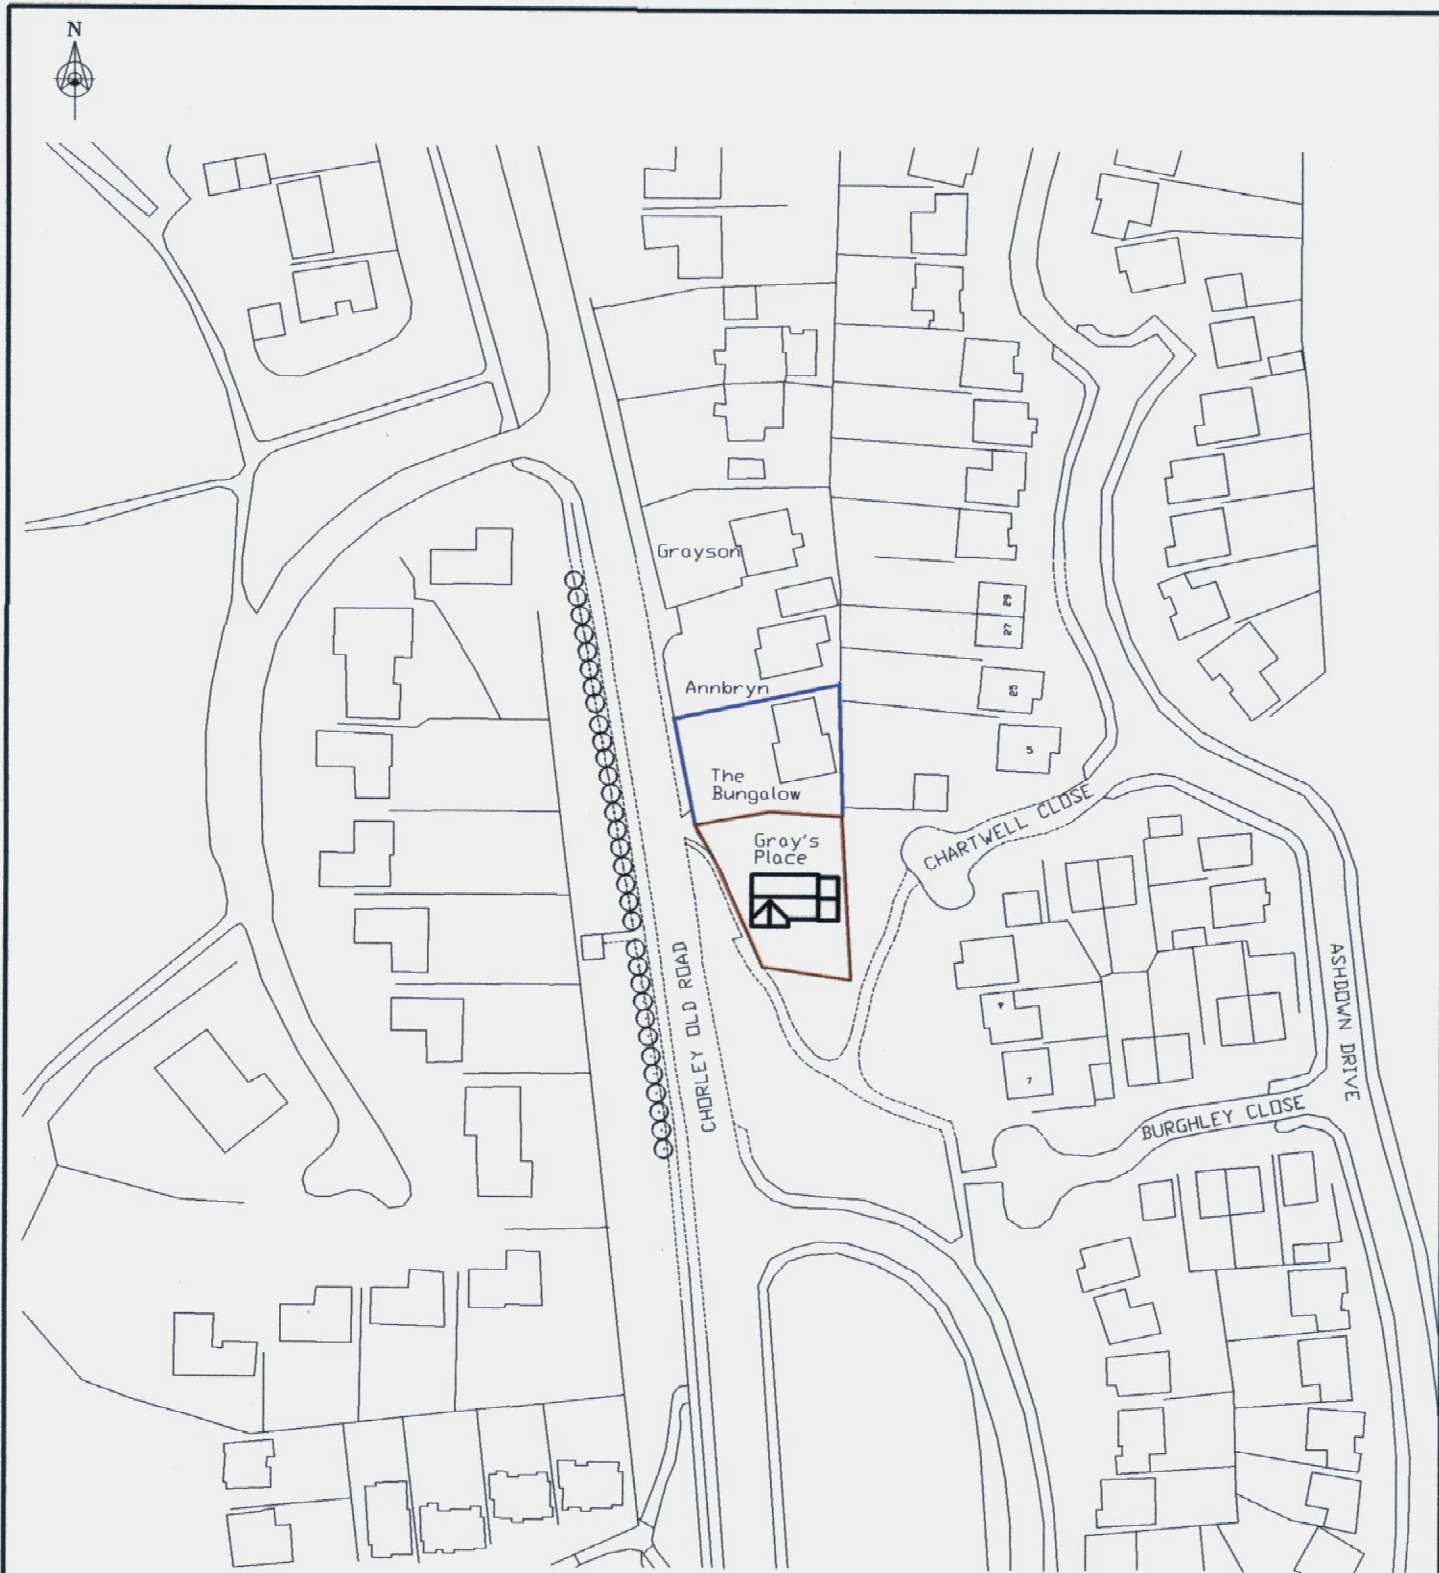 N
Grayson
29
27
Annbryn
25
The
Bungalow
5
Gray's
Place
CHARTWELL CLOSE
CHORLEY OLD ROAD
ASHDOWN DRIVE
7
BURGHLEY CLOSE